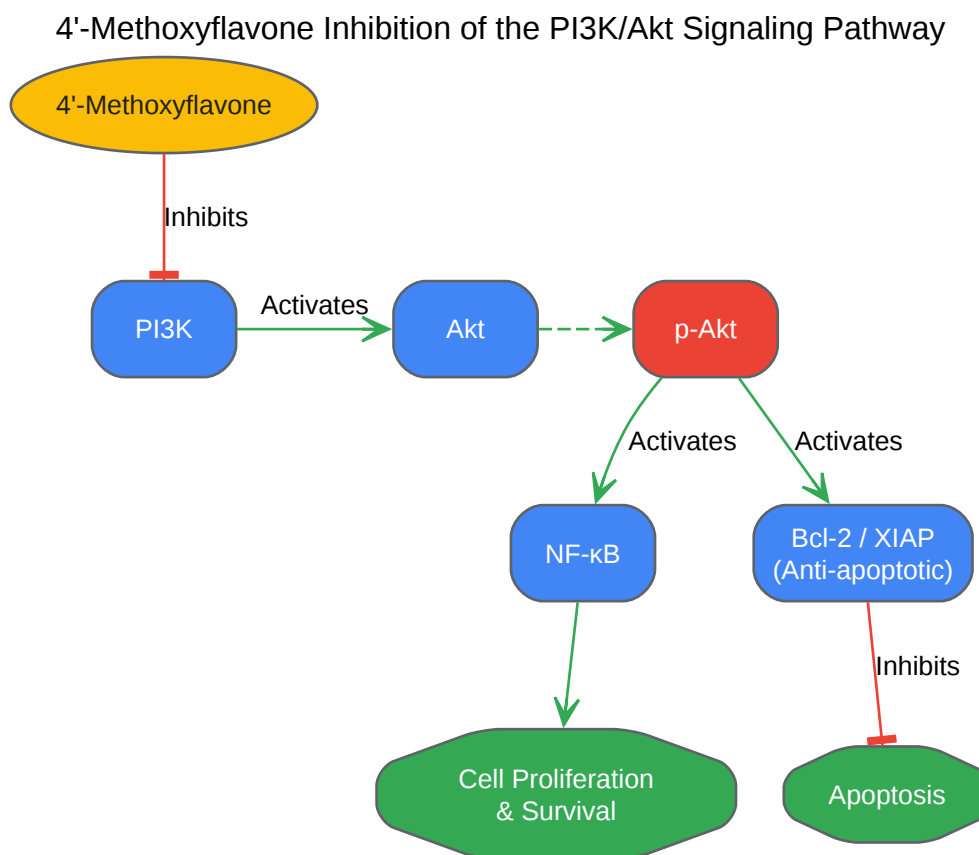 4'-Methoxyflavone Inhibition of the PI3K/Akt Signaling Pathway
4'-Methoxyflavone
Inhibits
PI3K
Activates
Akt
p-Akt
Activates
Activates
NF-κB
Bcl-2 / XIAP
(Anti-apoptotic)
Inhibits
Cell Proliferation
& Survival
Apoptosis